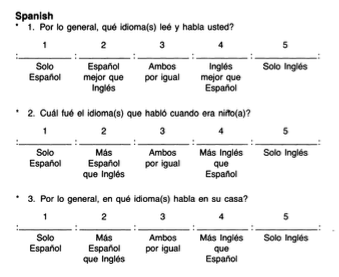 Spanish
* 1. Por lo general, qué idioma(s) leé y habla usted?
1 2 3 4 5
Solo Español Ambos Inglés Solo Inglés
Español mejor que por igual mejor que
Inglés Español
* 2. Cuál fué el idioma(s) que habló cuando era niño(a)?
1 2 3 4 5
Solo Más Ambos Más Inglés Solo Inglés
Español Español por igual que
que Inglés Español
* 3. Por lo general, en qué idioma(s) habla en su casa?
1 2 3 4 5
Solo Más Ambos Más Inglés Solo Inglés
Español Español por igual que
que Inglés Español